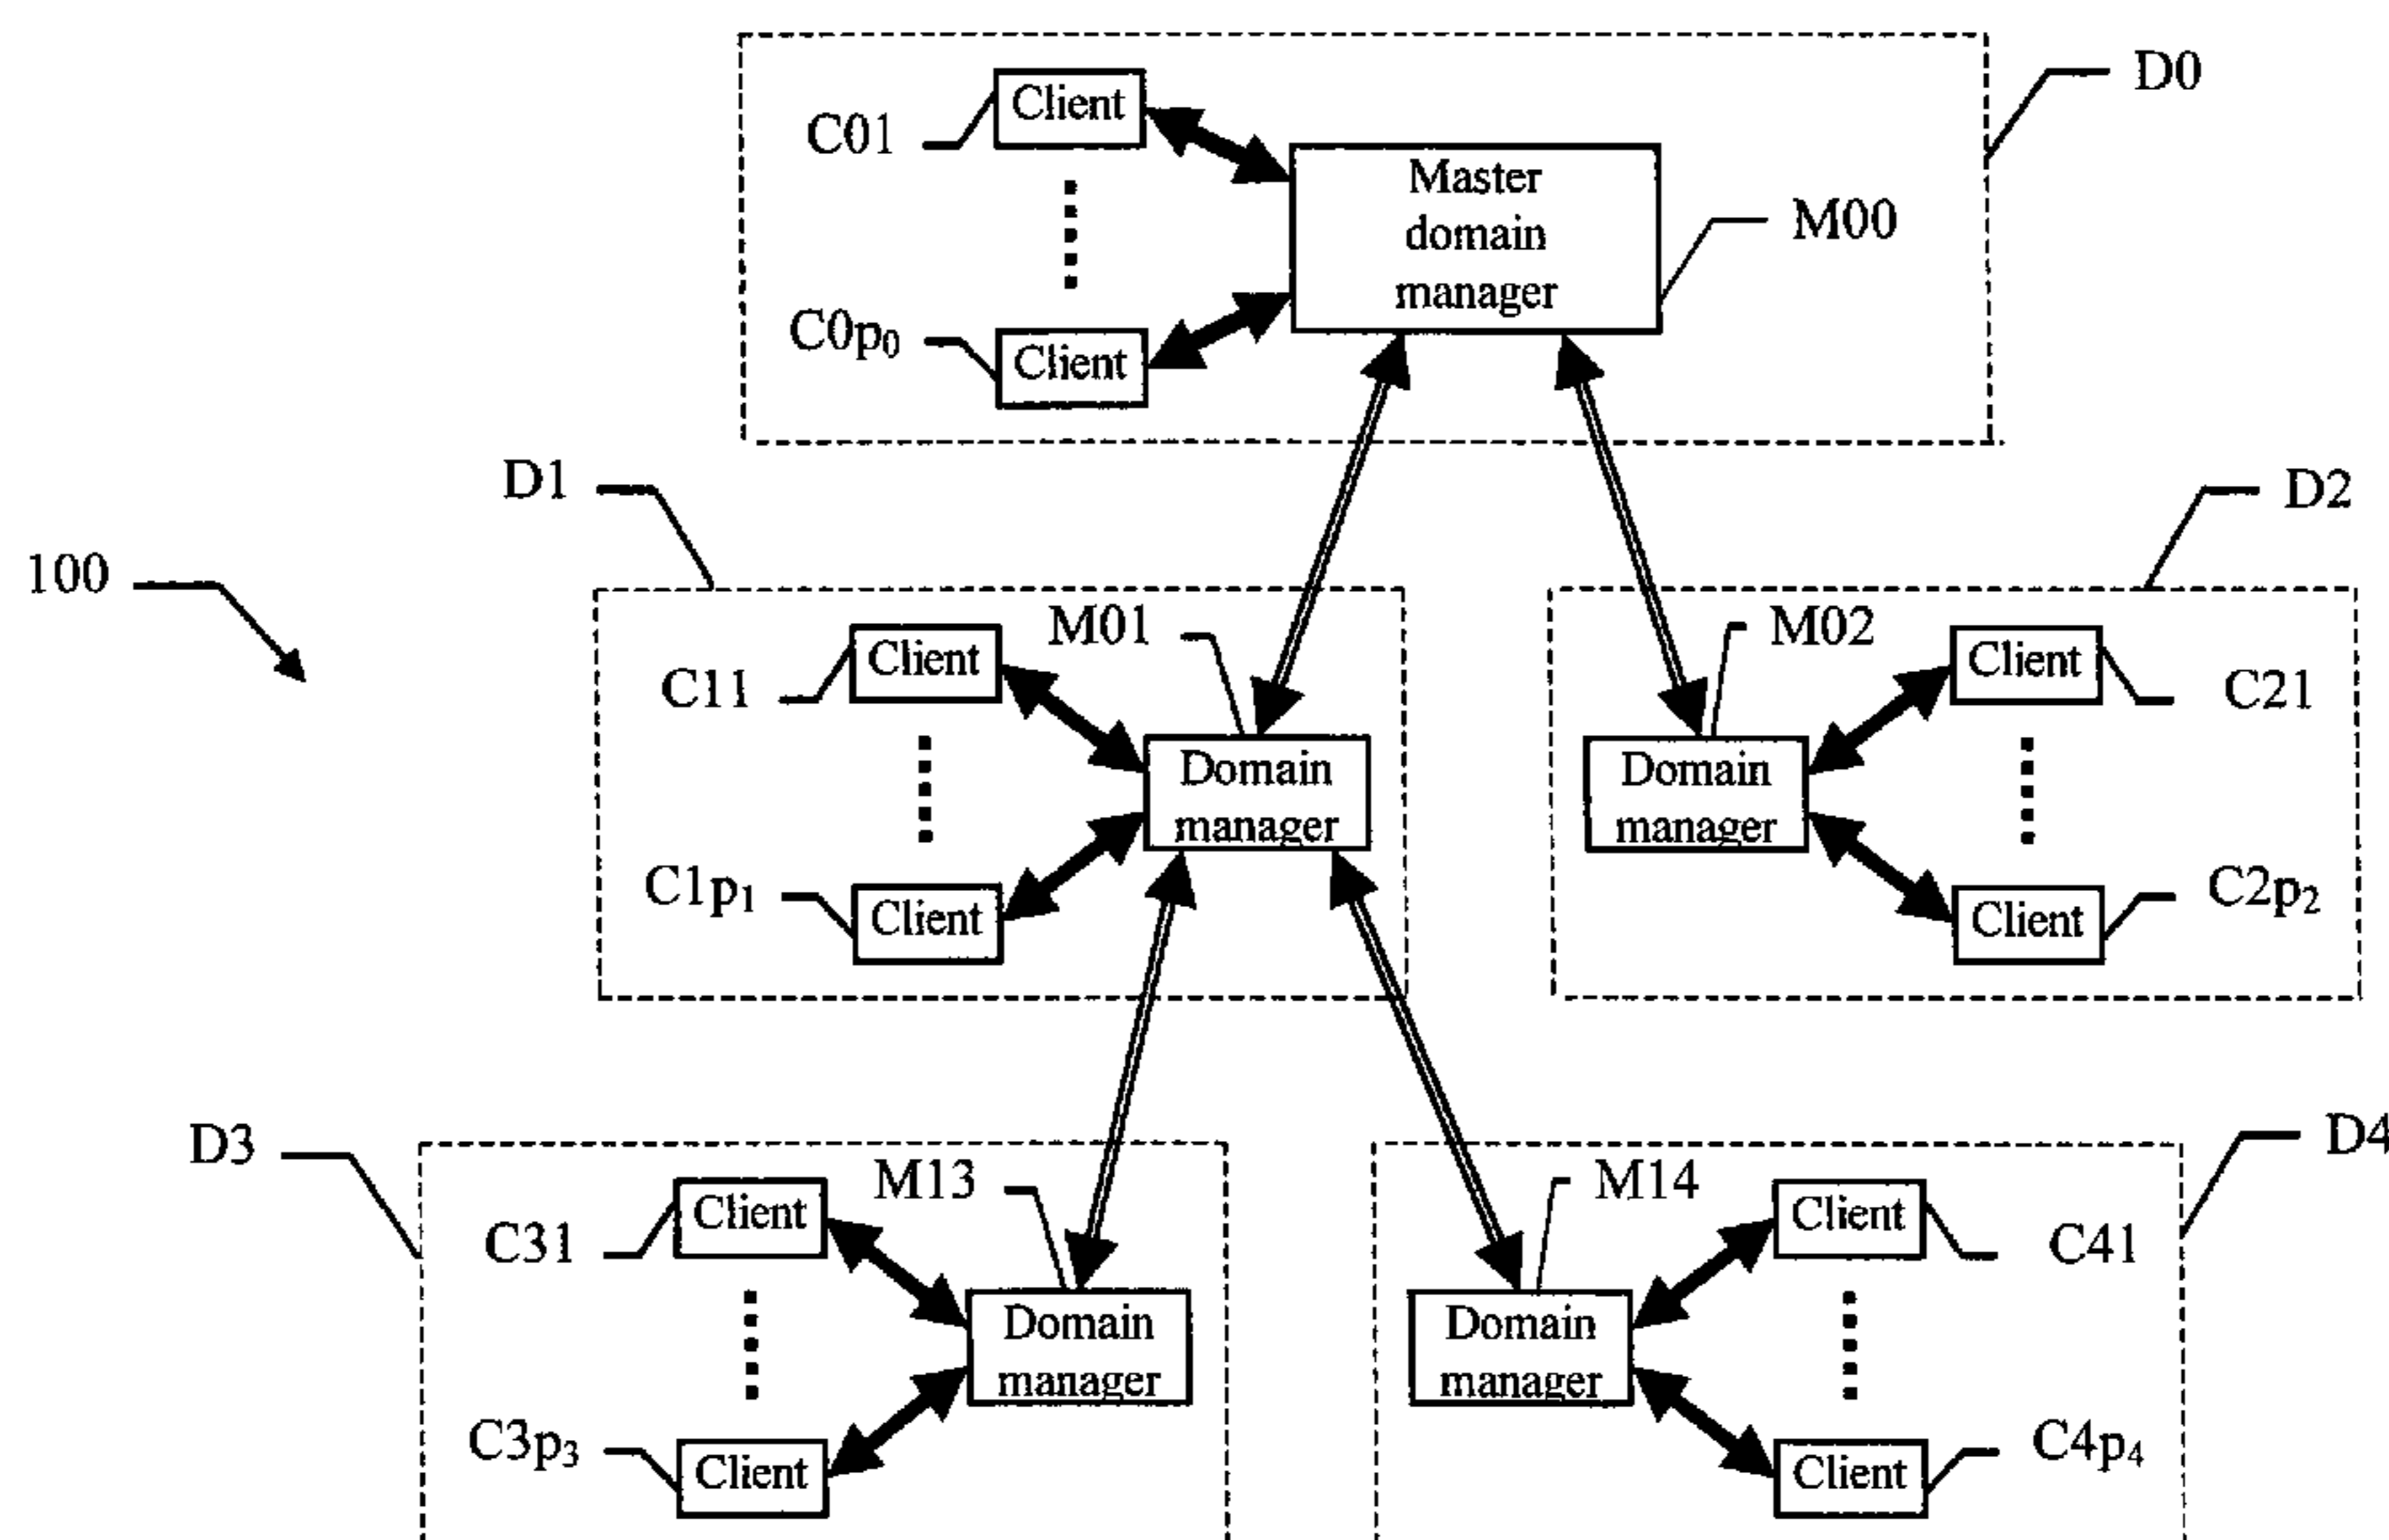 D0
Client
C01
Master
domain
manager
M00
C0p₀
Client
D1
D2
100
M01
M02
Client
Client
C11
C21
Domain
manager
Domain
manager
C1p₁
C2p₂
Client
Client
D3
D4
M13
M14
Client
Client
C31
C41
Domain
manager
Domain
manager
C3p₃
C4p₄
Client
Client